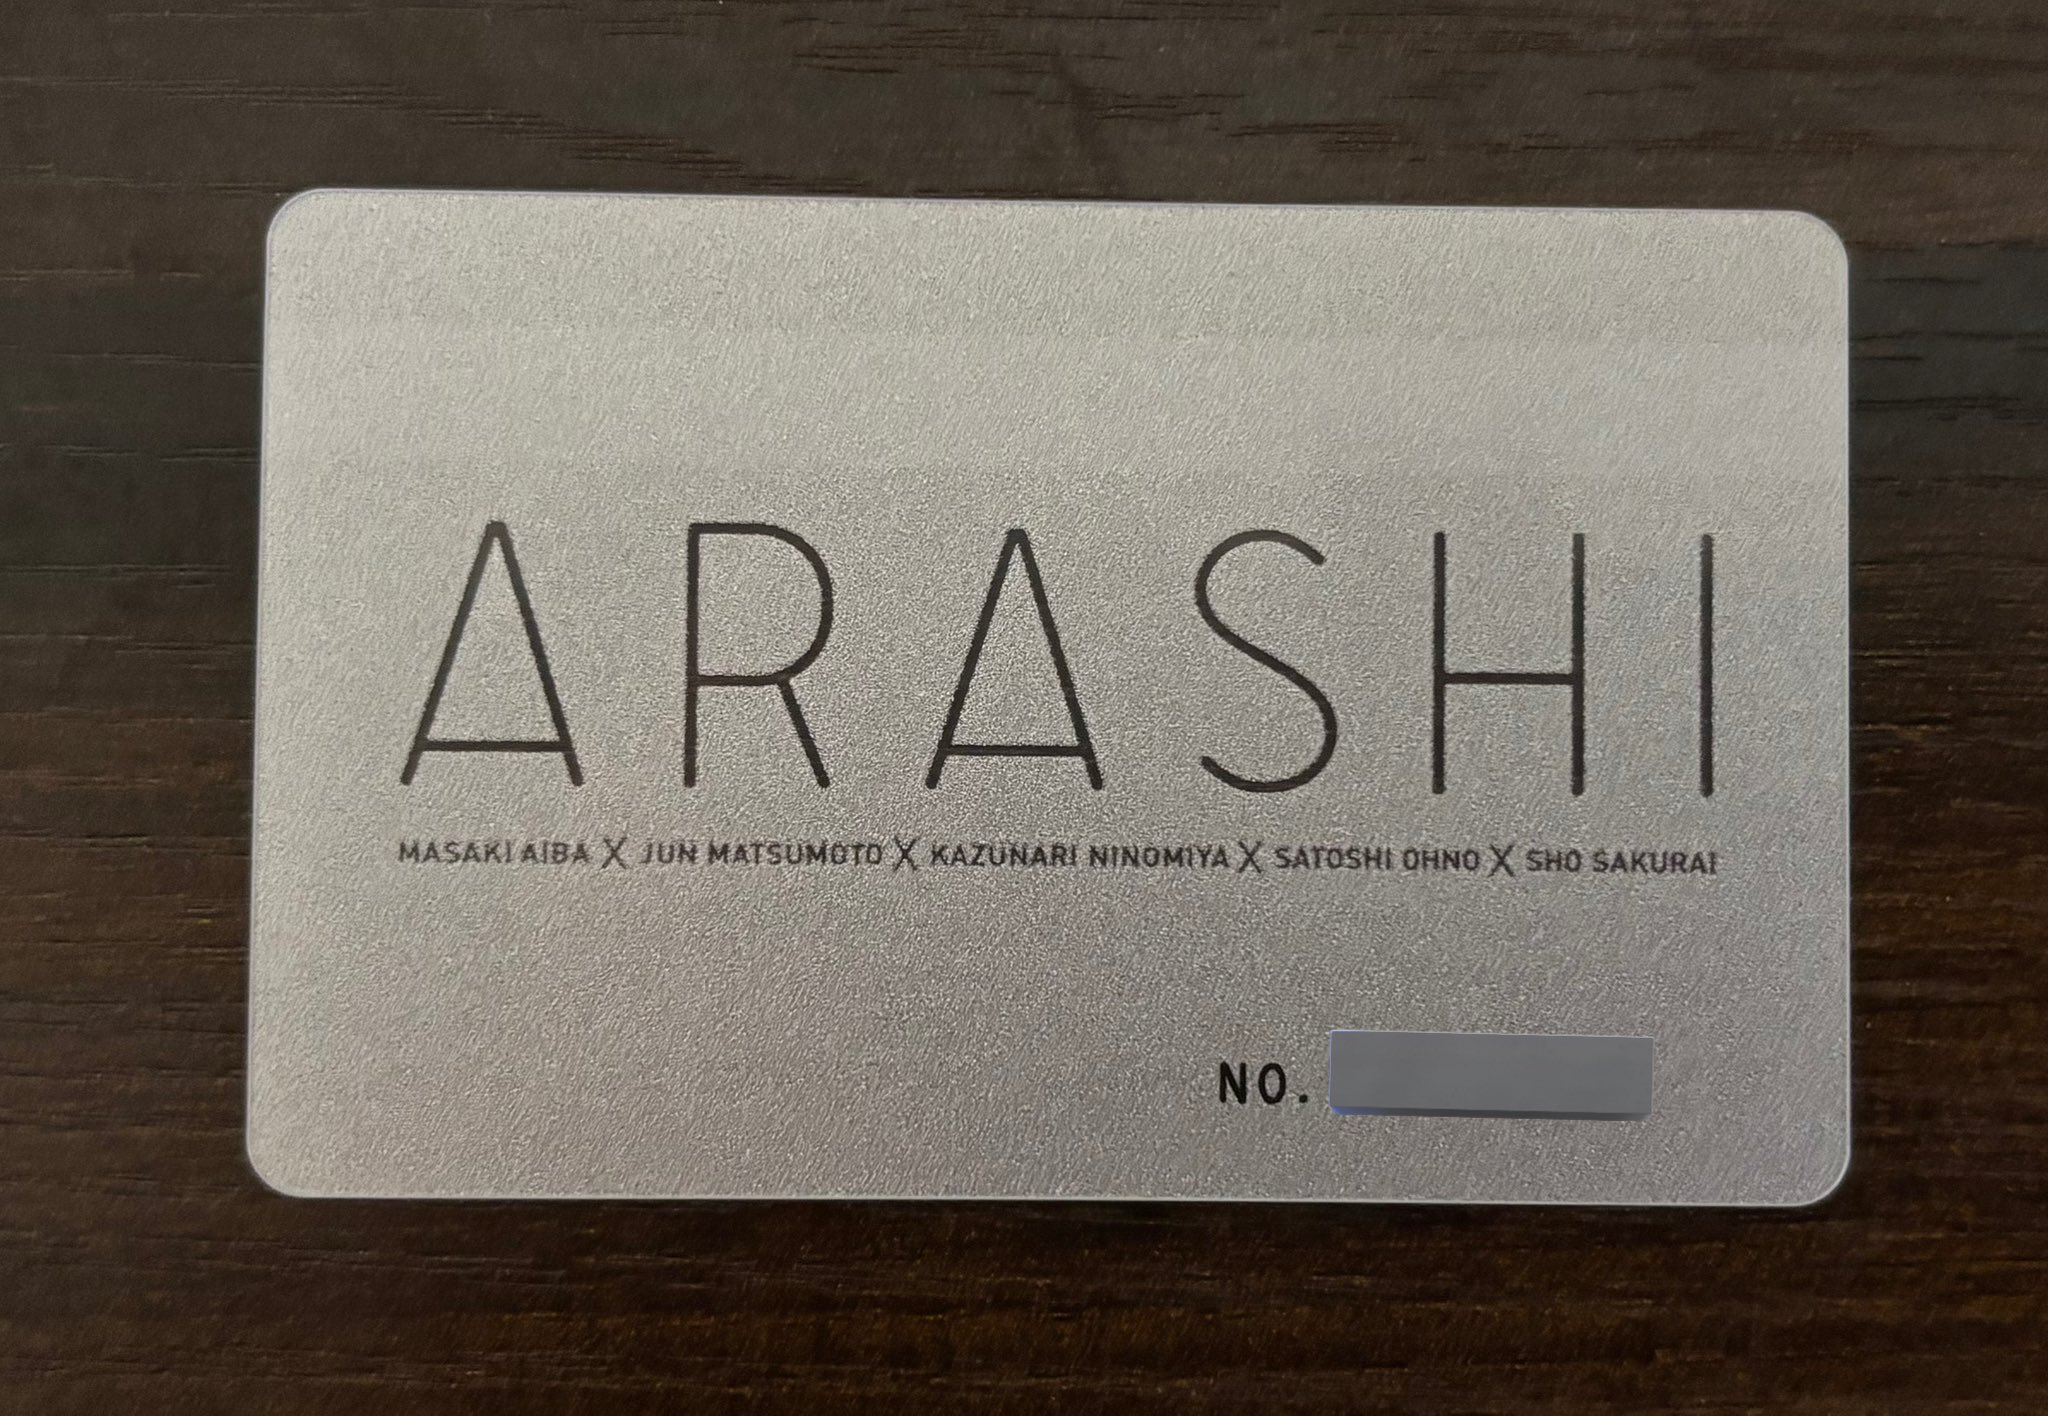 ARASHI
MASAKI AIBA X JUN MATSUMOTO X KAZUNARI NINOMIYA X SATOSHI OHNO X SHO SAKURAI
NO.